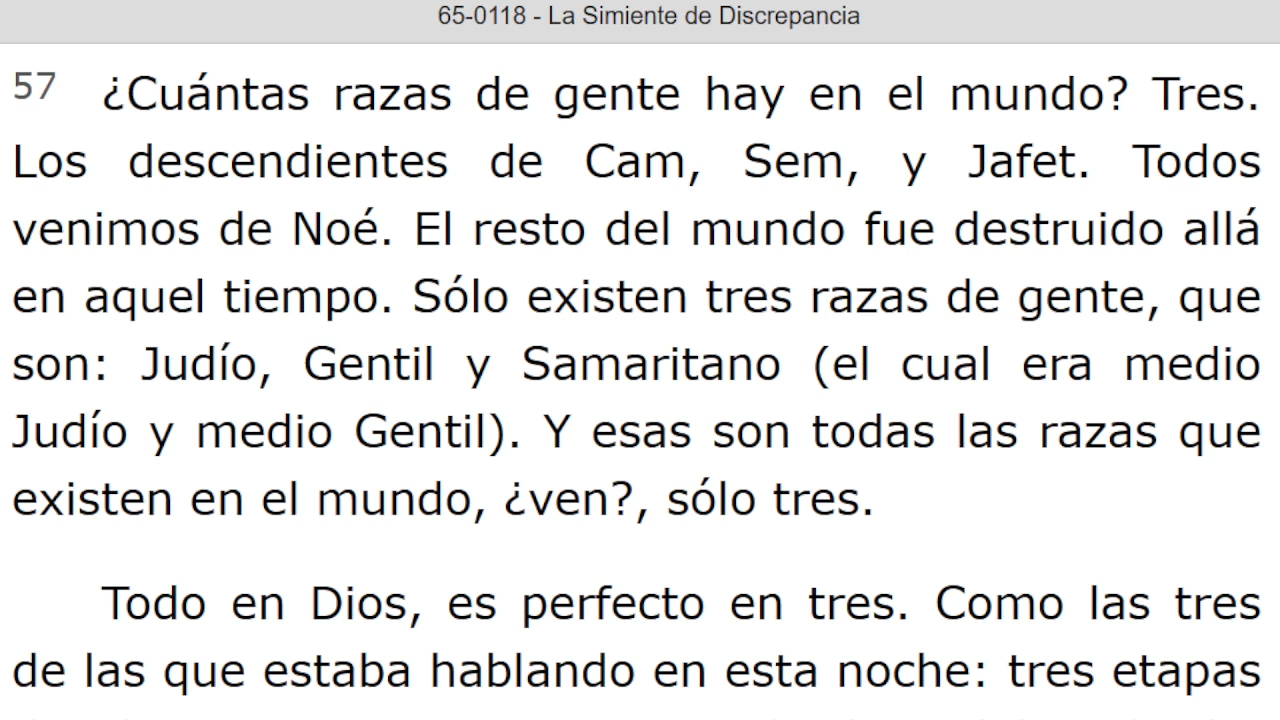 65-0118 - La Simiente de Discrepancia
57 ¿Cuántas razas de gente hay en el mundo? Tres.
Los descendientes de Cam, Sem, y Jafet. Todos
venimos de Noé. El resto del mundo fue destruido allá
en aquel tiempo. Sólo existen tres razas de gente, que
son: Judío, Gentil y Samaritano (el cual era medio
Judío y medio Gentil). Y esas son todas las razas que
existen en el mundo, ¿ven?, sólo tres.
Todo en Dios, es perfecto en tres. Como las tres
de las que estaba hablando en esta noche: tres etapas